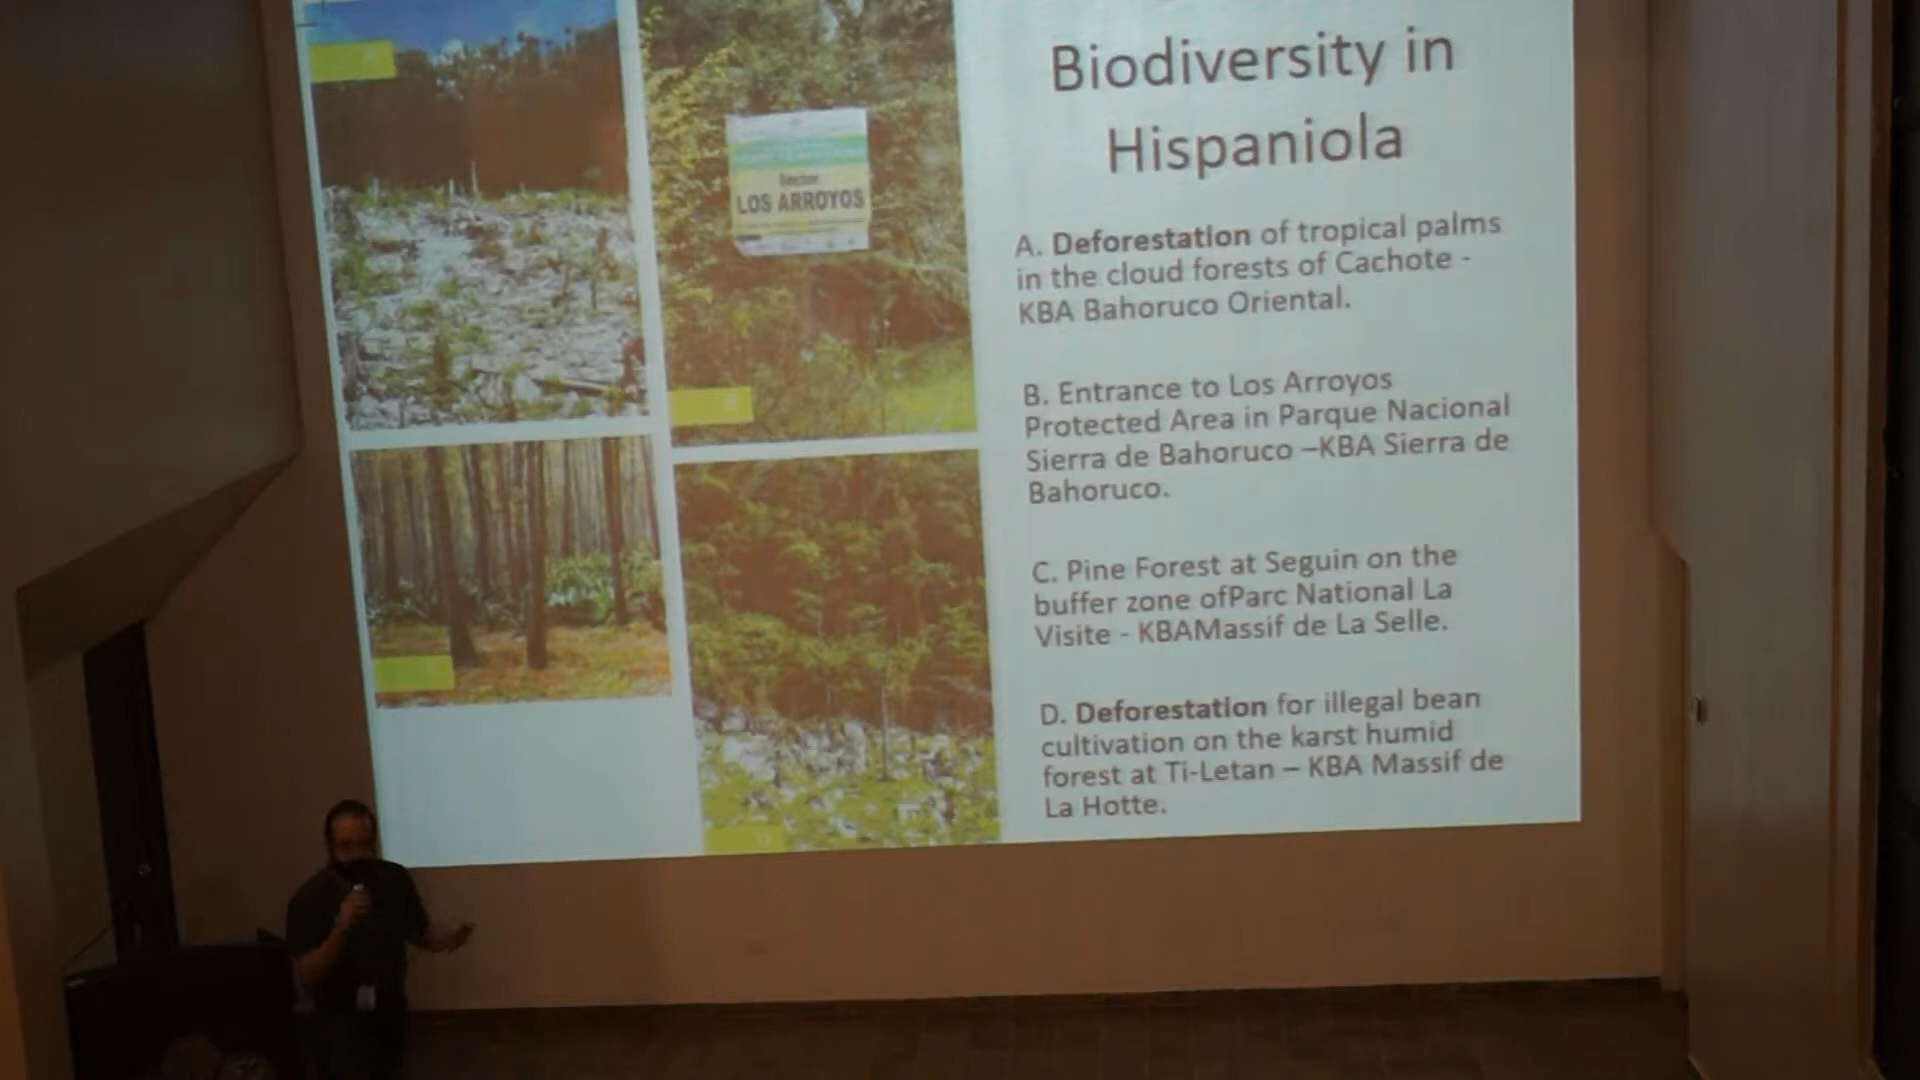 Biodiversity in
Hispaniola
A. Deforestation of tropical palms
in the cloud forests of Cachote -
KBA Bahoruco Oriental.
B. Entrance to Los Arroyos
Protected Area in Parque Nacional
Sierra de Bahoruco –KBA Sierra de
Bahoruco.
C. Pine Forest at Seguin on the
buffer zone ofParc National La
Visite - KBAMassif de La Selle.
D. Deforestation for illegal bean
cultivation on the karst humid
forest at Ti-Letan – KBA Massif de
La Hotte.
A
Sector
LOS ARROYOS
B